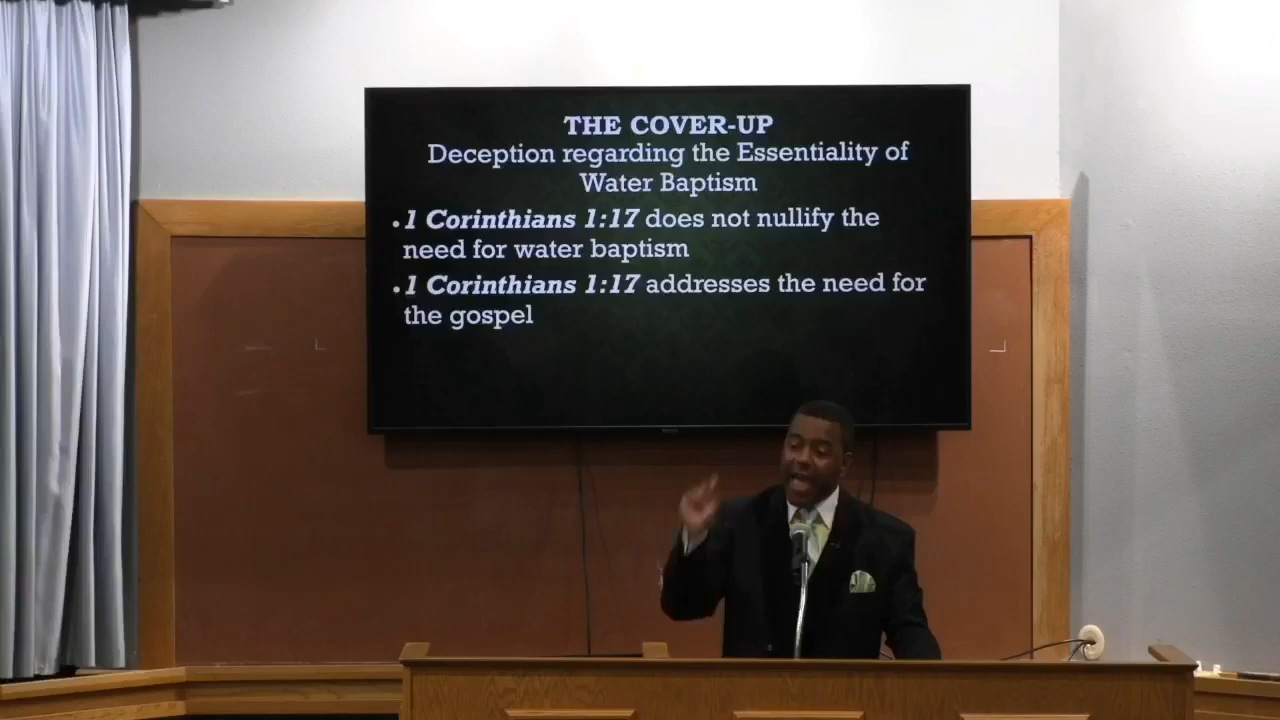 THE COVER-UP
Deception regarding the Essentiality of
Water Baptism
•1 Corinthians 1:17 does not nullify the
need for water baptism
•1 Corinthians 1:17 addresses the need for
the gospel